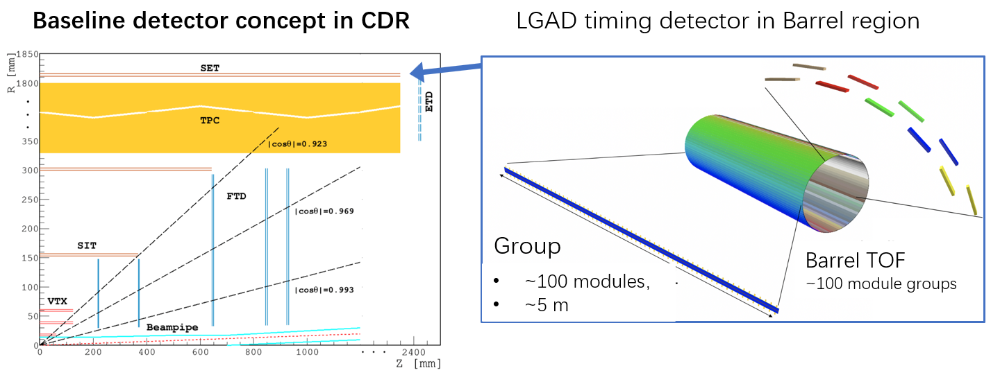 Baseline detector concept in CDR
LGAD timing detector in Barrel region
R [mm]
1850
SET
1800
ETD
TPC
350
|cosθ|=0.923
300
250
FTD
|cosθ|=0.969
200
SIT
150
100
|cosθ|=0.993
VTX
50
Beampipe
0
0 200 400 600 800 1000 2400
Z [mm]
Group
• ~100 modules,
• ~5 m
Barrel TOF
~100 module groups